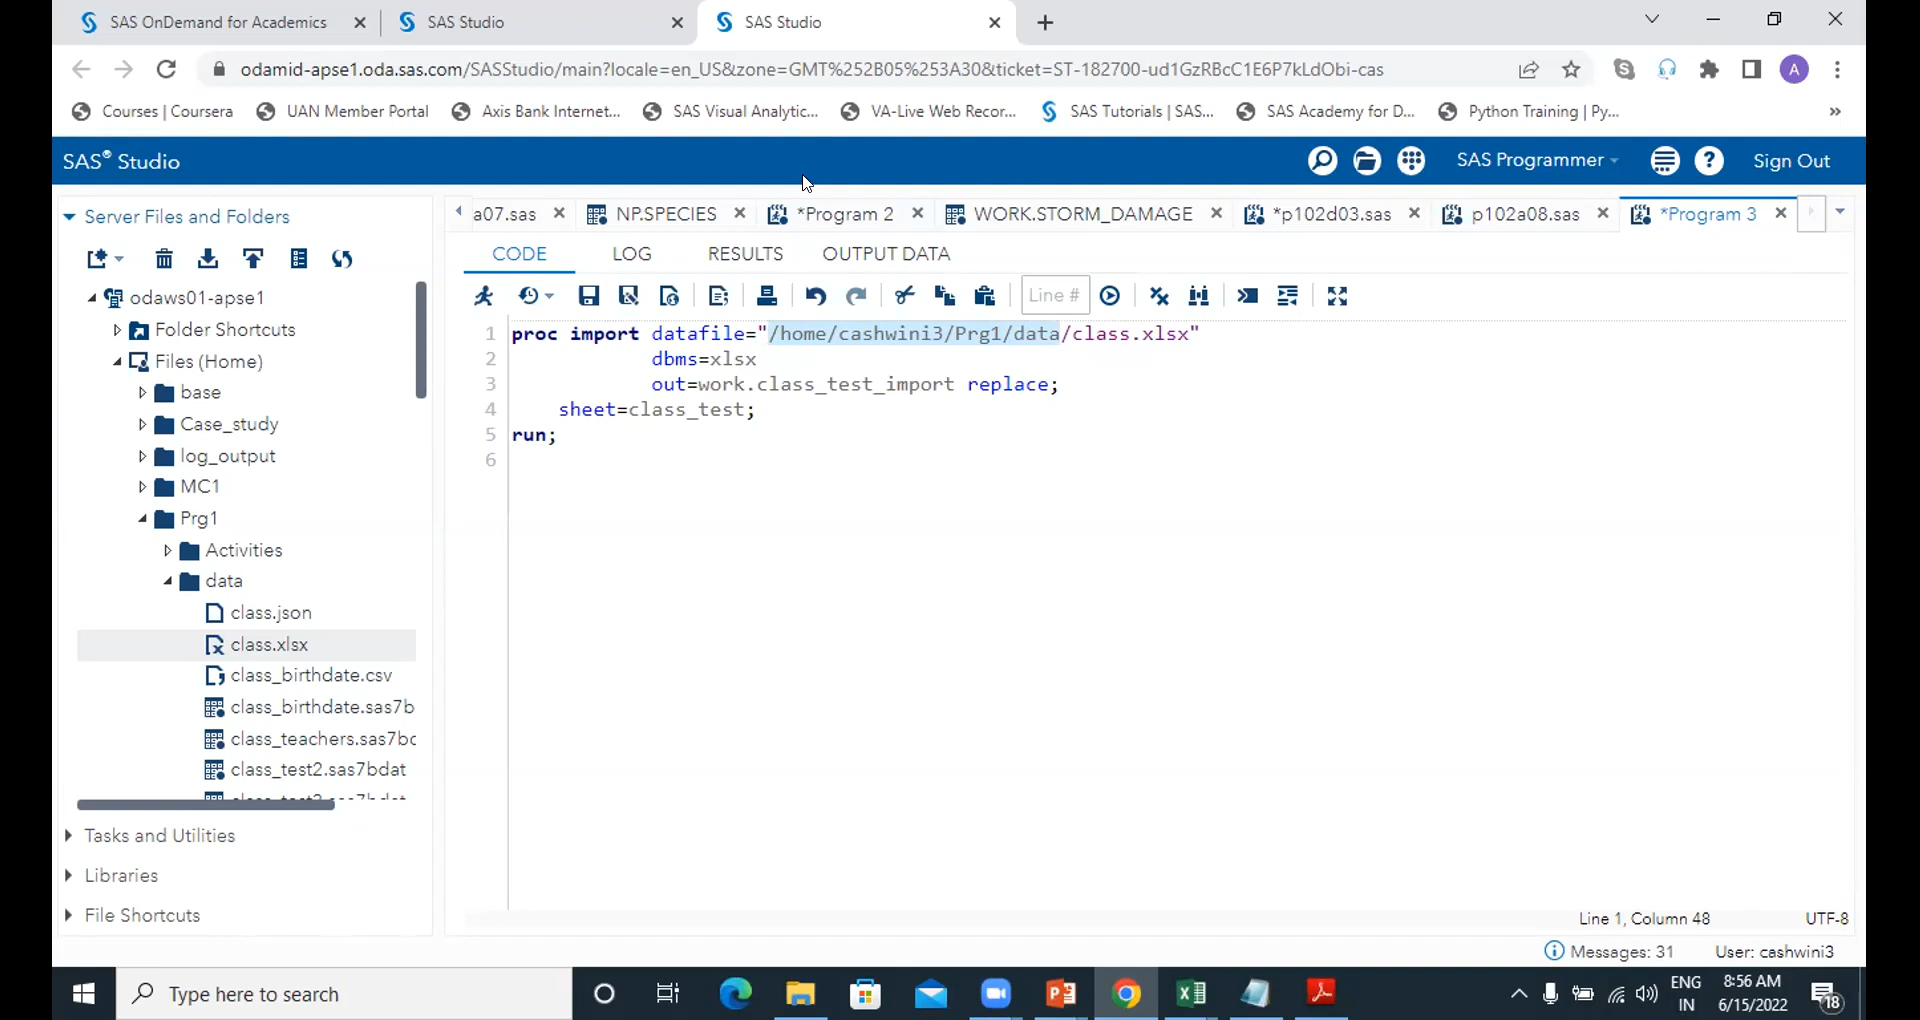 SAS OnDemand for Academics
SAS Studio
SAS Studio
odamid-apse1.oda.sas.com/SASStudio/main?locale=en_US&zone=GMT%252B05%253A30&ticket=ST-182700-ud1GzRBcC1E6P7kLdObi-cas
A
Courses | Coursera
UAN Member Portal
Axis Bank Internet...
SAS Visual Analytic...
VA-Live Web Recor...
SAS Tutorials | SAS...
SAS Academy for D...
Python Training | Py...
»
SAS® Studio
SAS Programmer
Sign Out
Server Files and Folders
a07.sas
NP.SPECIES
*Program 2
WORK.STORM_DAMAGE
*p102d03.sas
p102a08.sas
*Program 3
CODE
LOG
RESULTS
OUTPUT DATA
Line #
odaws01-apse1
Folder Shortcuts
Files (Home)
base
Case_study
log_output
MC1
Prg1
Activities
data
class.json
class.xlsx
class_birthdate.csv
class_birthdate.sas7b
class_teachers.sas7bd
class_test2.sas7bdat
Tasks and Utilities
Libraries
File Shortcuts
1 proc import datafile="/home/cashwini3/Prg1/data/class.xlsx"
2 dbms=xlsx
3 out=work.class_test_import replace;
4 sheet=class_test;
5 run;
6
Line 1, Column 48
UTF-8
Messages: 31
User: cashwini3
Type here to search
ENG
IN
8:56 AM
6/15/2022
18